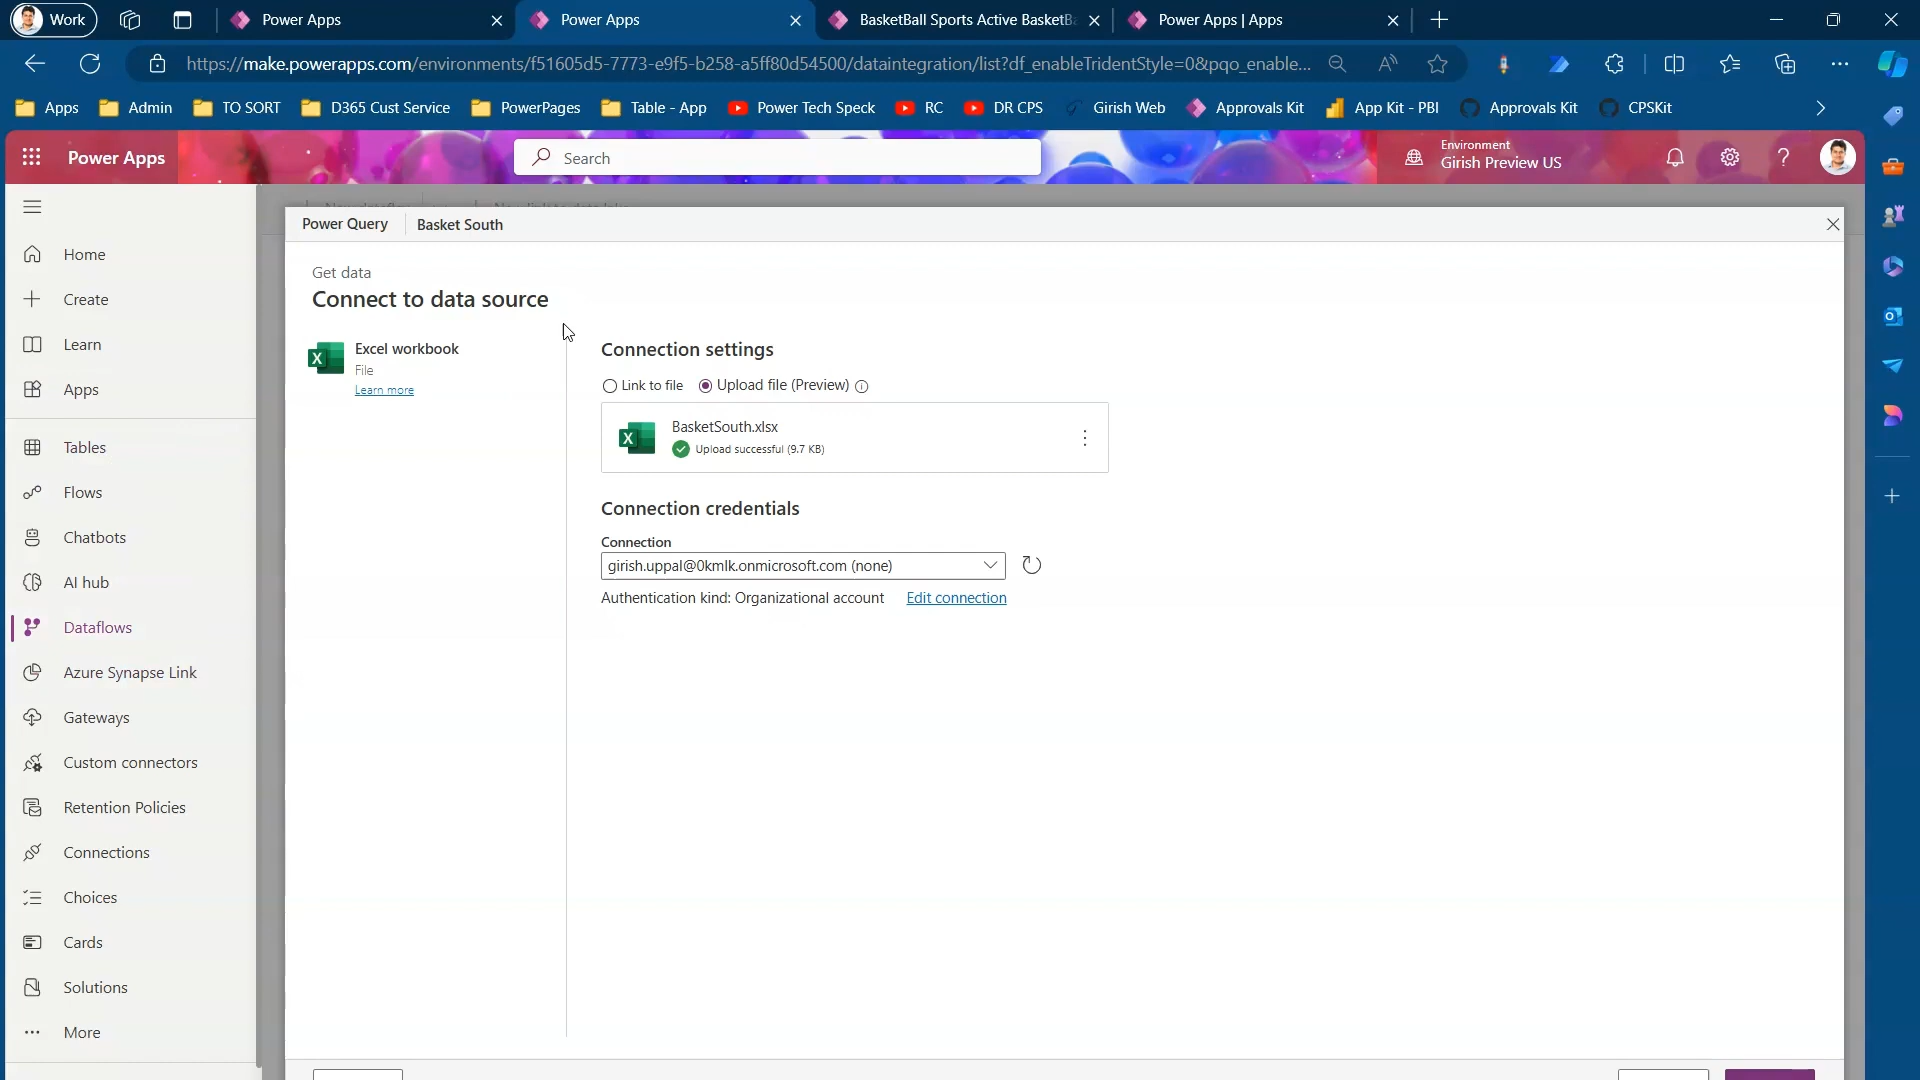 Work
Power Apps
Power Apps
BasketBall Sports Active BasketBa
Power Apps | Apps
https://make.powerapps.com/environments/f51605d5-7773-e9f5-b258-a5ff80d54500/dataintegration/list?df_enableTridentStyle=0&pqo_enable...
Apps
Admin
TO SORT
D365 Cust Service
PowerPages
Table - App
Power Tech Speck
RC
DR CPS
Girish Web
Approvals Kit
App Kit - PBI
Approvals Kit
CPSKit
Power Apps
Search
Environment
Girish Preview US
Home
Create
Learn
Apps
Tables
Flows
Chatbots
AI hub
Dataflows
Azure Synapse Link
Gateways
Custom connectors
Retention Policies
Connections
Choices
Cards
Solutions
More
Power Query
Basket South
Get data
Connect to data source
Excel workbook
File
Learn more
Connection settings
Link to file
Upload file (Preview)
BasketSouth.xlsx
Upload successful (9.7 KB)
Connection credentials
Connection
girish.uppal@0kmlk.onmicrosoft.com (none)
Authentication kind: Organizational account
Edit connection